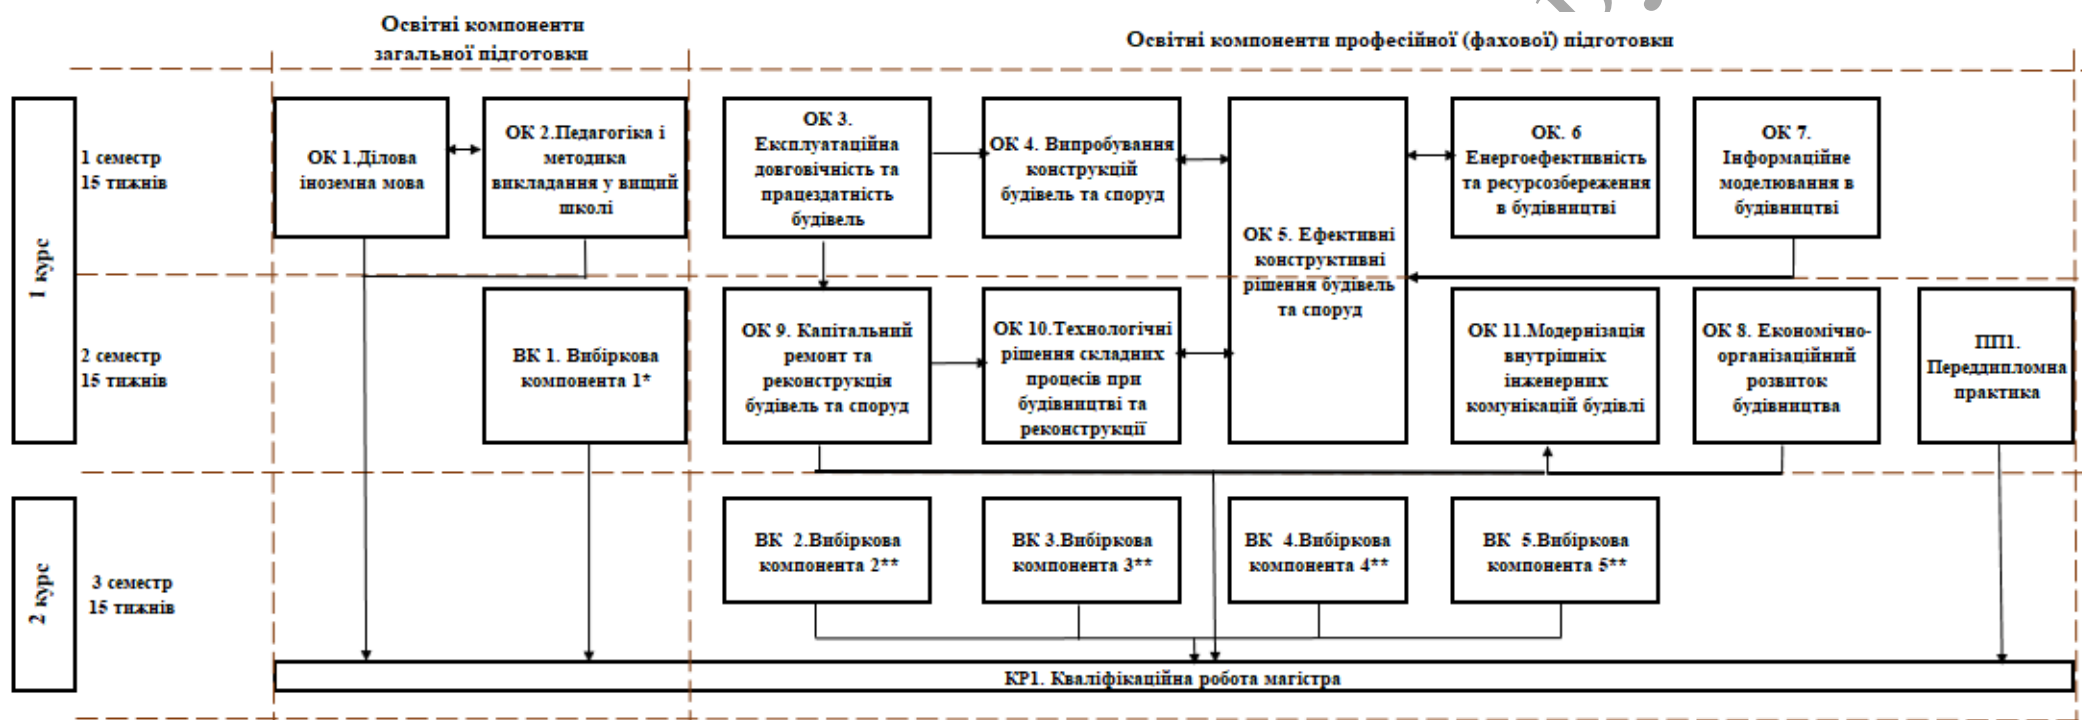 Освітні компоненти
загальної підготовки
Освітні компоненти професійної (фахової) підготовки
1 курс
1 семестр
15 тижнів
ОК 1.Ділова
іноземна мова
ОК 2.Педагогіка і
методика
викладання у вищий
школі
ОК 3.
Експлуатаційна
довговічність та
працездатність
будівель
ОК 4. Випробування
конструкцій
будівель та споруд
ОК 5. Ефективні
конструктивні
рішення будівель
та споруд
ОК. 6
Енергоефективність
та ресурсозбереження
в будівництві
ОК 7.
Інформаційне
моделювання в
будівництві
2 семестр
15 тижнів
ВК 1. Вибіркова
компонента 1*
ОК 9. Капітальний
ремонт та
реконструкція
будівель та споруд
ОК 10.Технологічні
рішення складних
процесів при
будівництві та
реконструкції
ОК 11.Модернізація
внутрішніх
інженерних
комунікацій будівлі
ОК 8. Економічно-
організаційний
розвиток
будівництва
ПП1.
Переддипломна
практика
2 курс
3 семестр
15 тижнів
ВК 2.Вибіркова
компонента 2**
ВК 3.Вибіркова
компонента 3**
ВК 4.Вибіркова
компонента 4**
ВК 5.Вибіркова
компонента 5**
КР1. Кваліфікаційна робота магістра